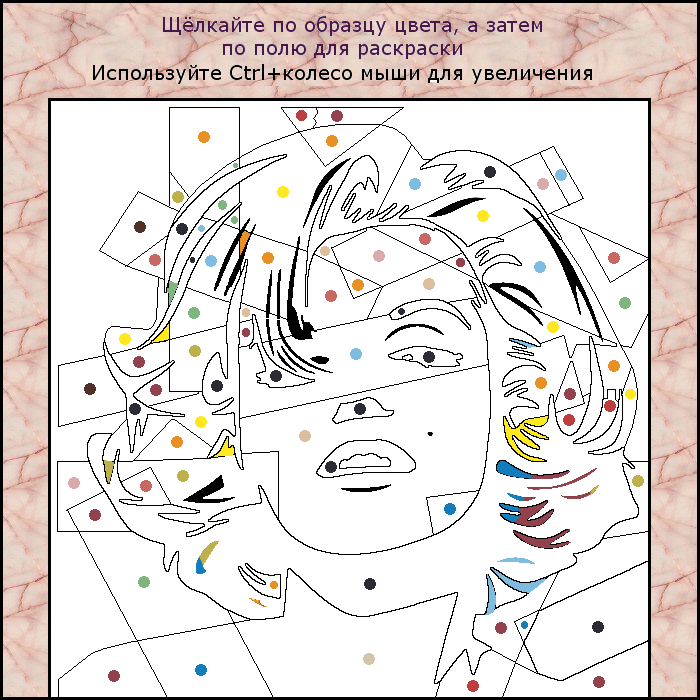 Щёлкайте по образцу цвета, а затем
по полю для раскраски
Используйте Ctrl+колесо мыши для увеличения